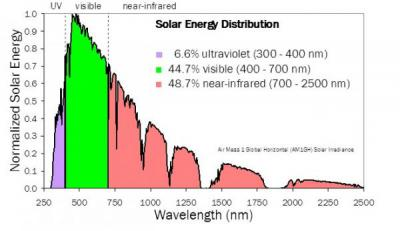 UV visible near-infrared
Solar Energy Distribution
6.6% ultraviolet (300 - 400 nm)
44.7% visible (400 - 700 nm)
48.7% near-infrared (700 - 2500 nm)
Air Mass 1 Global Horizontal (AM1GH) Solar Irradiance
Normalized Solar Energy
1.0
0.9
0.8
0.7
0.6
0.5
0.4
0.3
0.2
0.1
0.0
250 500 750 1000 1250 1500 1750 2000 2250 2500
Wavelength (nm)